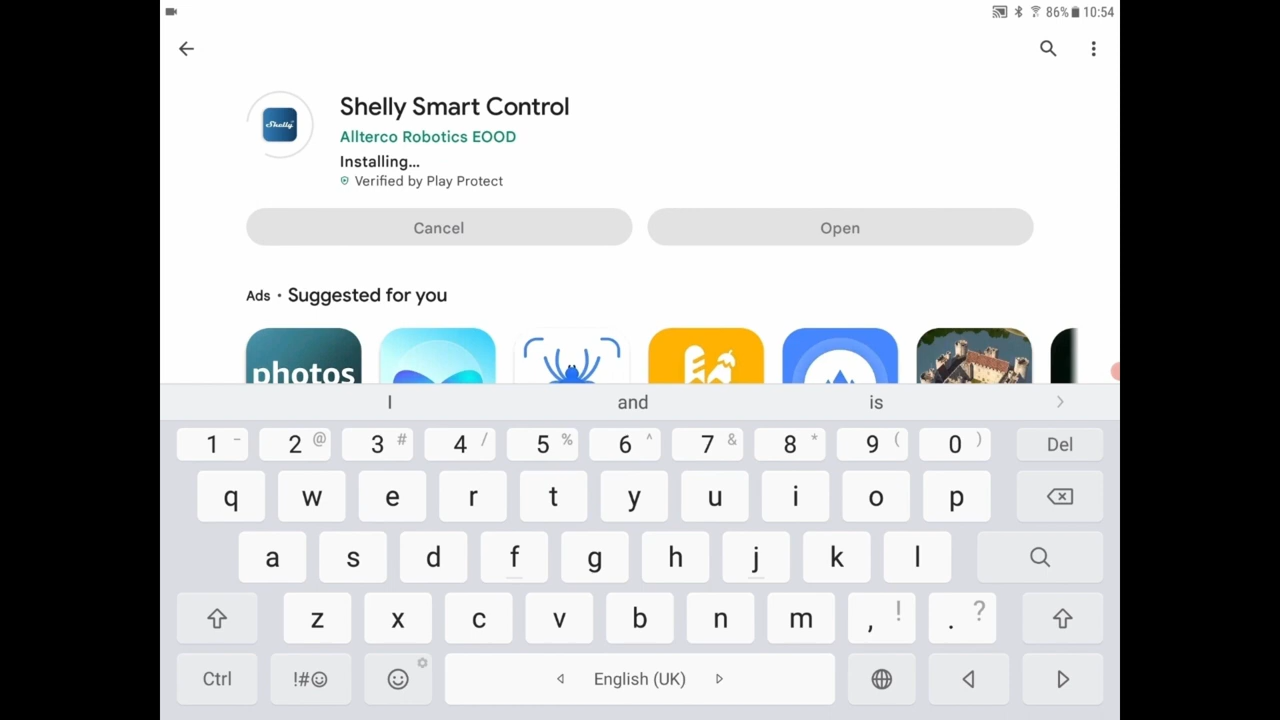 86% 10:54
Shelly
Shelly Smart Control
Allterco Robotics EOOD
Installing...
Verified by Play Protect
Cancel Open
Ads • Suggested for you
photos
I and is
1 - 2 @ 3 # 4 / 5 % 6 ^ 7 & 8 * 9 ( 0 ) Del
q w e r t y u i o p
a s d f g h j k l
z x c v b n m , ! . ?
Ctrl !#☺ English (UK)